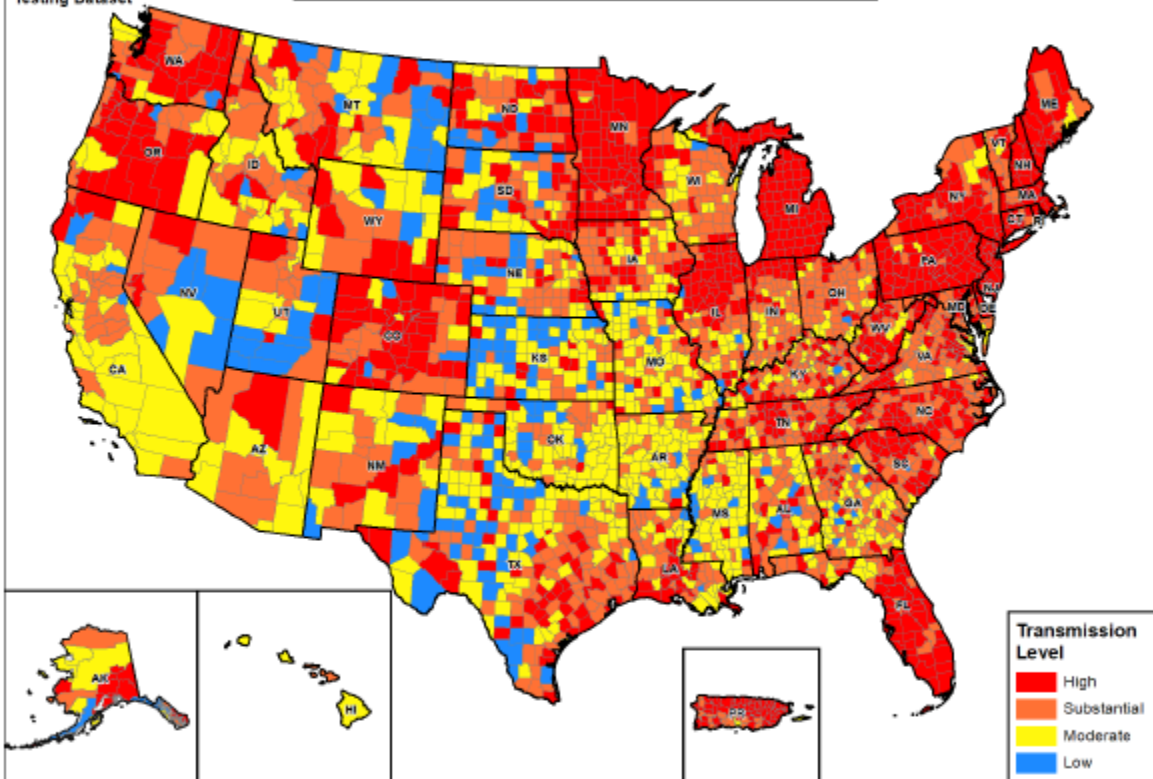 Testing Dataset
WA
MT
ND
MN
ME
OR
ID
SD
WI
VT
NH
NY
MA
CT
RI
WY
MI
IA
PA
NE
NJ
NV
UT
IL
IN
OH
MD
DE
CO
WV
CA
KS
MO
VA
KY
NC
TN
OK
AZ
NM
AR
SC
MS
AL
GA
TX
LA
FL
AK
HI
PR
Transmission
Level
High
Substantial
Moderate
Low